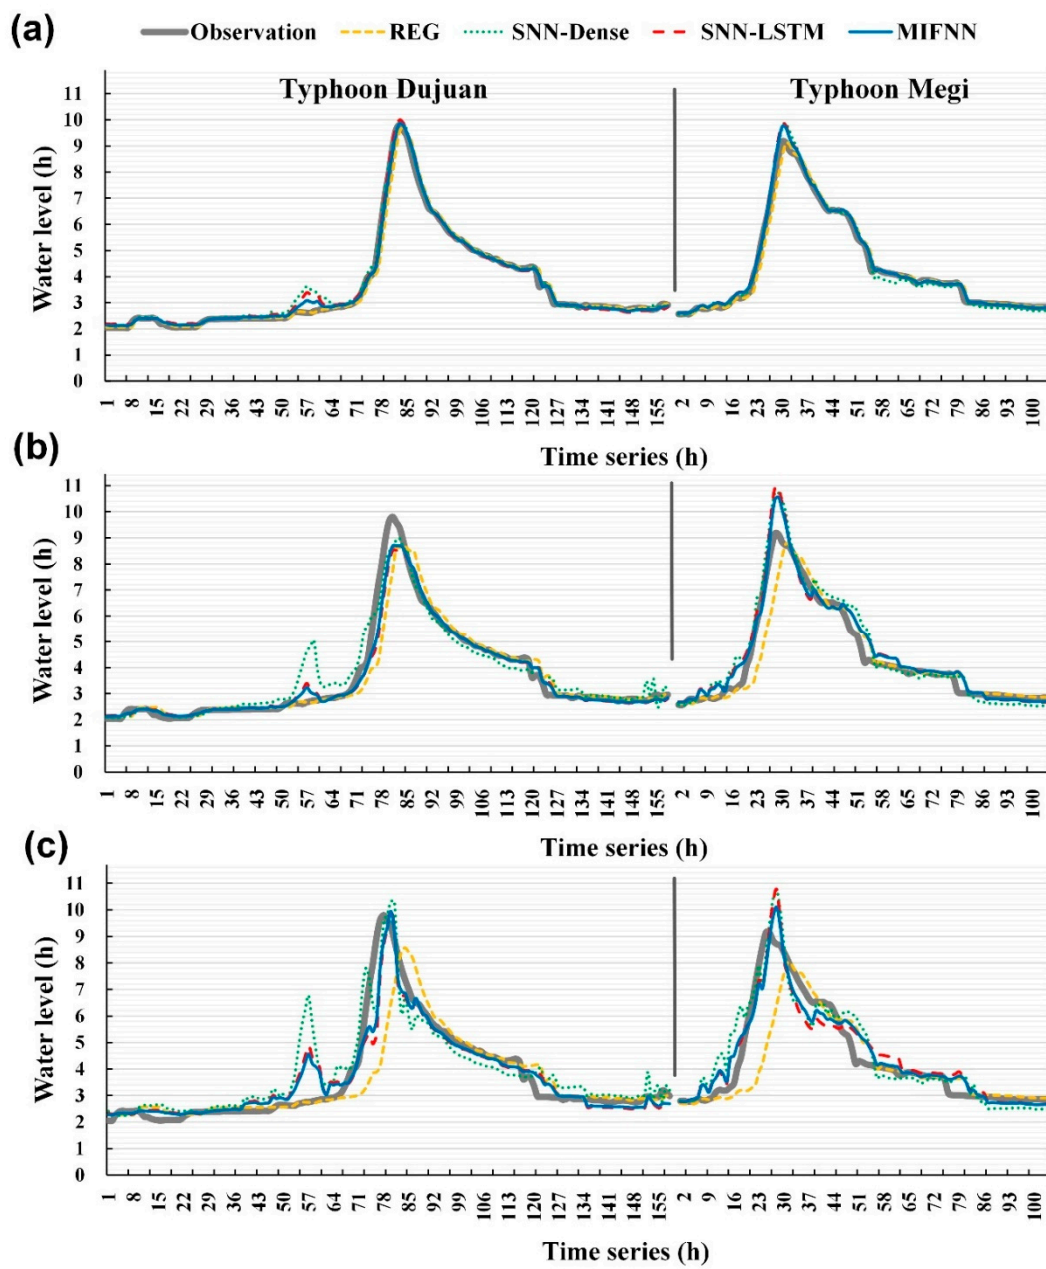 (a)
Observation REG SNN-Dense SNN-LSTM MIFNN
Typhoon Dujuan Typhoon Megi
Water level (h)
11
10
9
8
7
6
5
4
3
2
1
0
1 8 15 22 29 36 43 50 57 64 71 78 85 92 99 106 113 120 127 134 141 148 155 2 9 16 23 30 37 44 51 58 65 72 79 86 93 100
Time series (h)
(b)
Water level (h)
11
10
9
8
7
6
5
4
3
2
1
0
1 8 15 22 29 36 43 50 57 64 71 78 85 92 99 106 113 120 127 134 141 148 155 2 9 16 23 30 37 44 51 58 65 72 79 86 93 100
Time series (h)
(c)
Water level (h)
11
10
9
8
7
6
5
4
3
2
1
0
1 8 15 22 29 36 43 50 57 64 71 78 85 92 99 106 113 120 127 134 141 148 155 2 9 16 23 30 37 44 51 58 65 72 79 86 93 100
Time series (h)